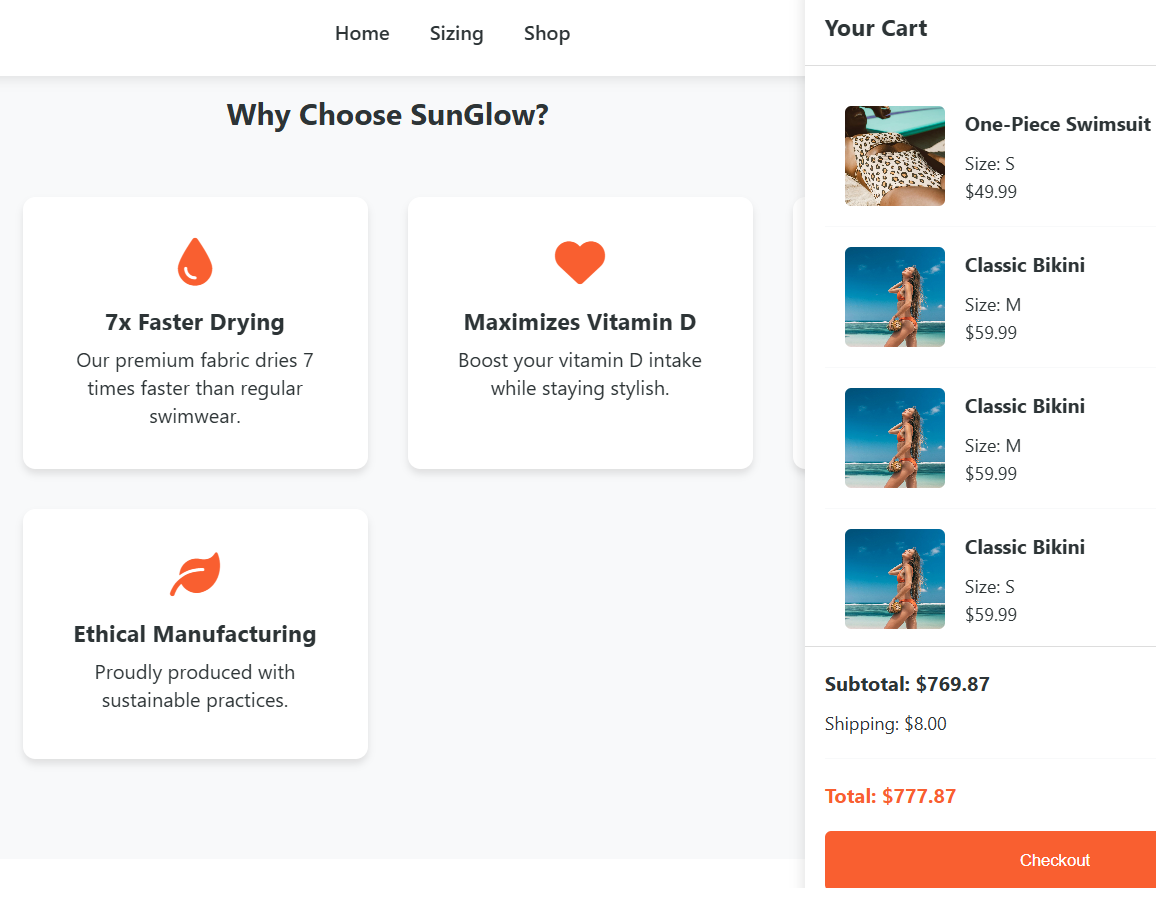 Home
Sizing
Shop
Why Choose SunGlow?
7x Faster Drying
Our premium fabric dries 7
times faster than regular
swimwear.
Maximizes Vitamin D
Boost your vitamin D intake
while staying stylish.
Ethical Manufacturing
Proudly produced with
sustainable practices.
Your Cart
One-Piece Swimsuit
Size: S
$49.99
Classic Bikini
Size: M
$59.99
Classic Bikini
Size: M
$59.99
Classic Bikini
Size: S
$59.99
Subtotal: $769.87
Shipping: $8.00
Total: $777.87
Checkout